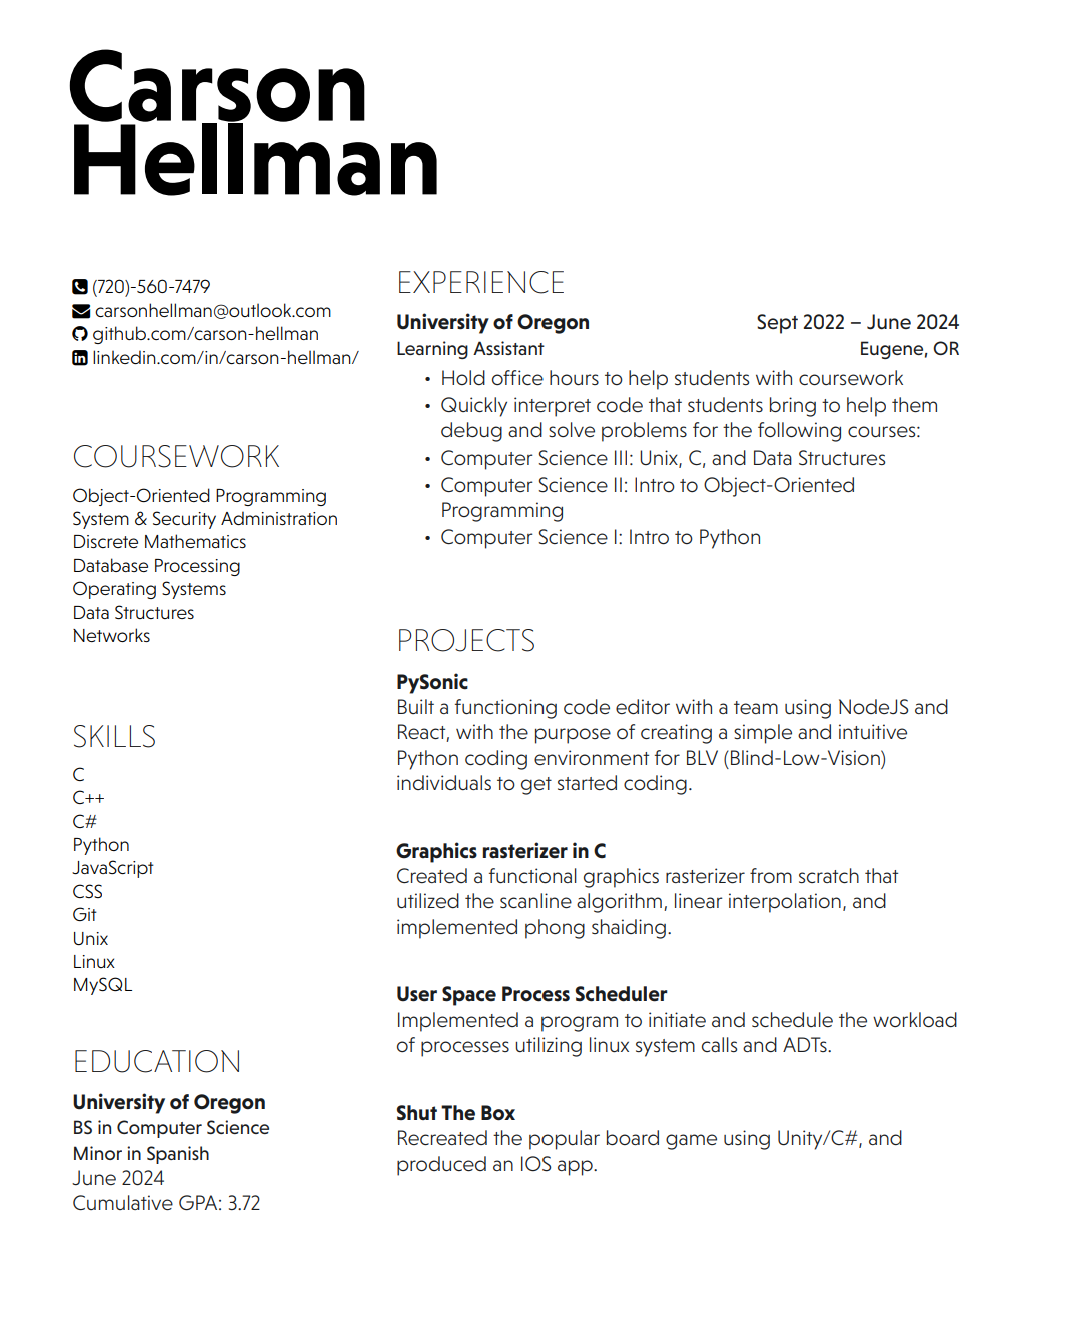 Carson
Hellman
(720)-560-7479
carsonhellman@outlook.com
github.com/carson-hellman
linkedin.com/in/carson-hellman/
COURSEWORK
Object-Oriented Programming
System & Security Administration
Discrete Mathematics
Database Processing
Operating Systems
Data Structures
Networks
SKILLS
C
C++
C#
Python
JavaScript
CSS
Git
Unix
Linux
MySQL
EDUCATION
University of Oregon
BS in Computer Science
Minor in Spanish
June 2024
Cumulative GPA: 3.72
EXPERIENCE
University of Oregon Sept 2022 – June 2024
Learning Assistant Eugene, OR
• Hold office hours to help students with coursework
• Quickly interpret code that students bring to help them
debug and solve problems for the following courses:
• Computer Science III: Unix, C, and Data Structures
• Computer Science II: Intro to Object-Oriented
Programming
• Computer Science I: Intro to Python
PROJECTS
PySonic
Built a functioning code editor with a team using NodeJS and
React, with the purpose of creating a simple and intuitive
Python coding environment for BLV (Blind-Low-Vision)
individuals to get started coding.
Graphics rasterizer in C
Created a functional graphics rasterizer from scratch that
utilized the scanline algorithm, linear interpolation, and
implemented phong shaiding.
User Space Process Scheduler
Implemented a program to initiate and schedule the workload
of processes utilizing linux system calls and ADTs.
Shut The Box
Recreated the popular board game using Unity/C#, and
produced an IOS app.